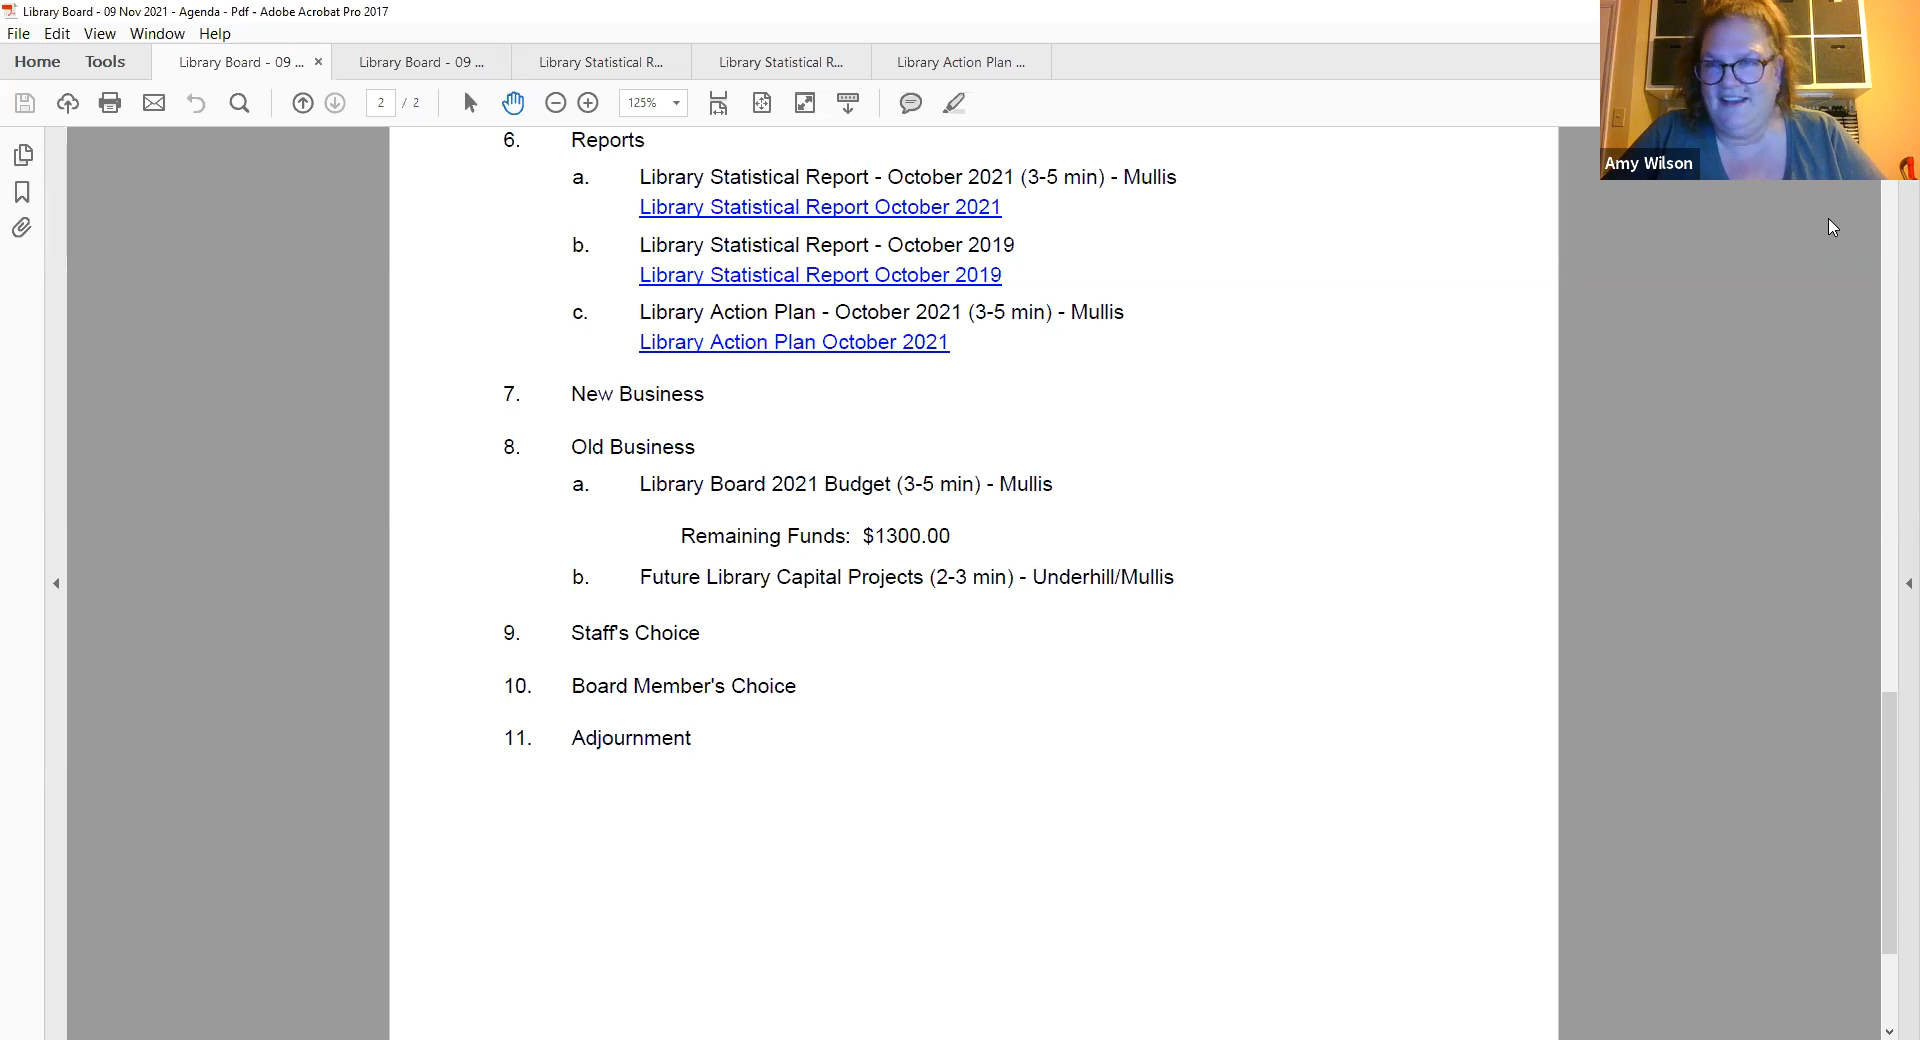 Library Board - 09 Nov 2021 - Agenda - Pdf - Adobe Acrobat Pro 2017
File Edit View Window Help
Home Tools Library Board - 09 ... × Library Board - 09 ... Library Statistical R... Library Statistical R... Library Action Plan ...
2 / 2 125%
Amy Wilson
6. Reports
a. Library Statistical Report - October 2021 (3-5 min) - Mullis
Library Statistical Report October 2021
b. Library Statistical Report - October 2019
Library Statistical Report October 2019
c. Library Action Plan - October 2021 (3-5 min) - Mullis
Library Action Plan October 2021
7. New Business
8. Old Business
a. Library Board 2021 Budget (3-5 min) - Mullis
Remaining Funds: $1300.00
b. Future Library Capital Projects (2-3 min) - Underhill/Mullis
9. Staff's Choice
10. Board Member's Choice
11. Adjournment